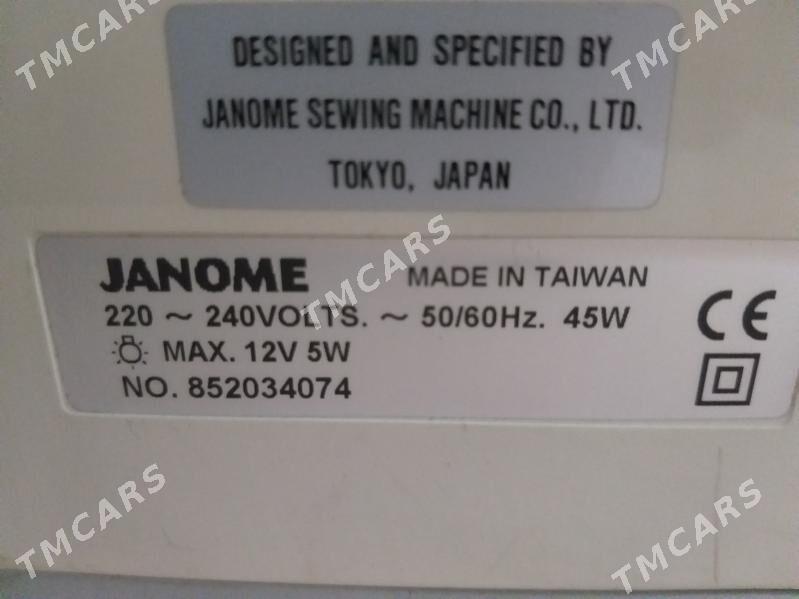 DESIGNED AND SPECIFIED BY
JANOME SEWING MACHINE CO., LTD.
TOKYO, JAPAN
JANOME MADE IN TAIWAN
220 ~ 240VOLTS. ~ 50/60Hz. 45W
MAX. 12V 5W
NO. 852034074
CE
TMCARS
TMCARS
TMCARS
TMCARS
TMCARS